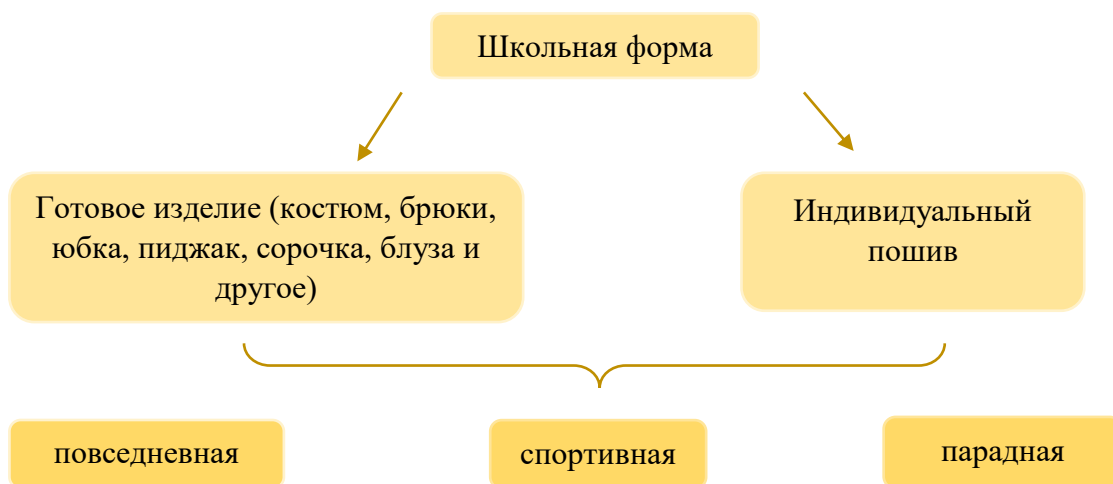 Школьная форма
Готовое изделие (костюм, брюки,
юбка, пиджак, сорочка, блуза и
другое)
Индивидуальный
пошив
повседневная
спортивная
парадная